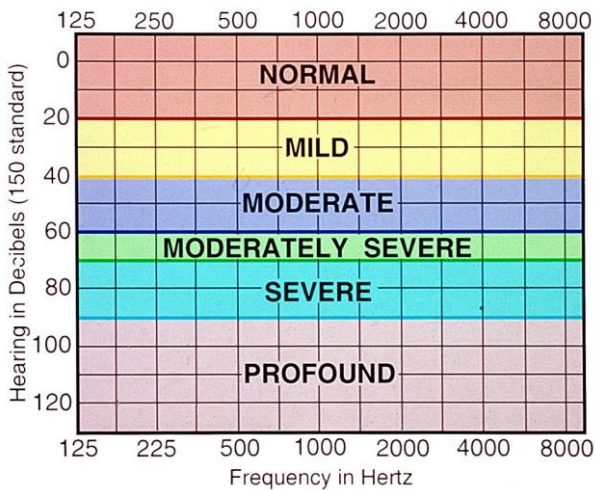 125 250 500 1000 2000 4000 8000
Hearing in Decibels (150 standard)
0
NORMAL
20
MILD
40
MODERATE
60
MODERATELY SEVERE
80
SEVERE
100
PROFOUND
120
125 225 500 1000 2000 4000 8000
Frequency in Hertz